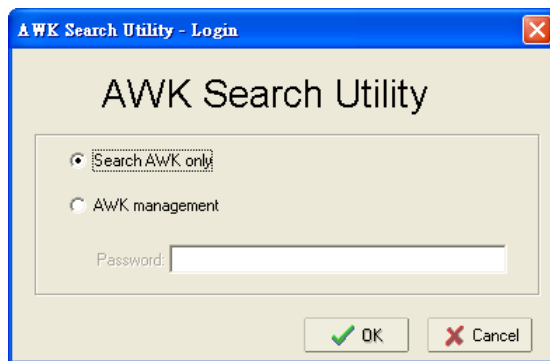 AWK Search Utility - Login
AWK Search Utility
Search AWK only
AWK management
Password:
OK
Cancel